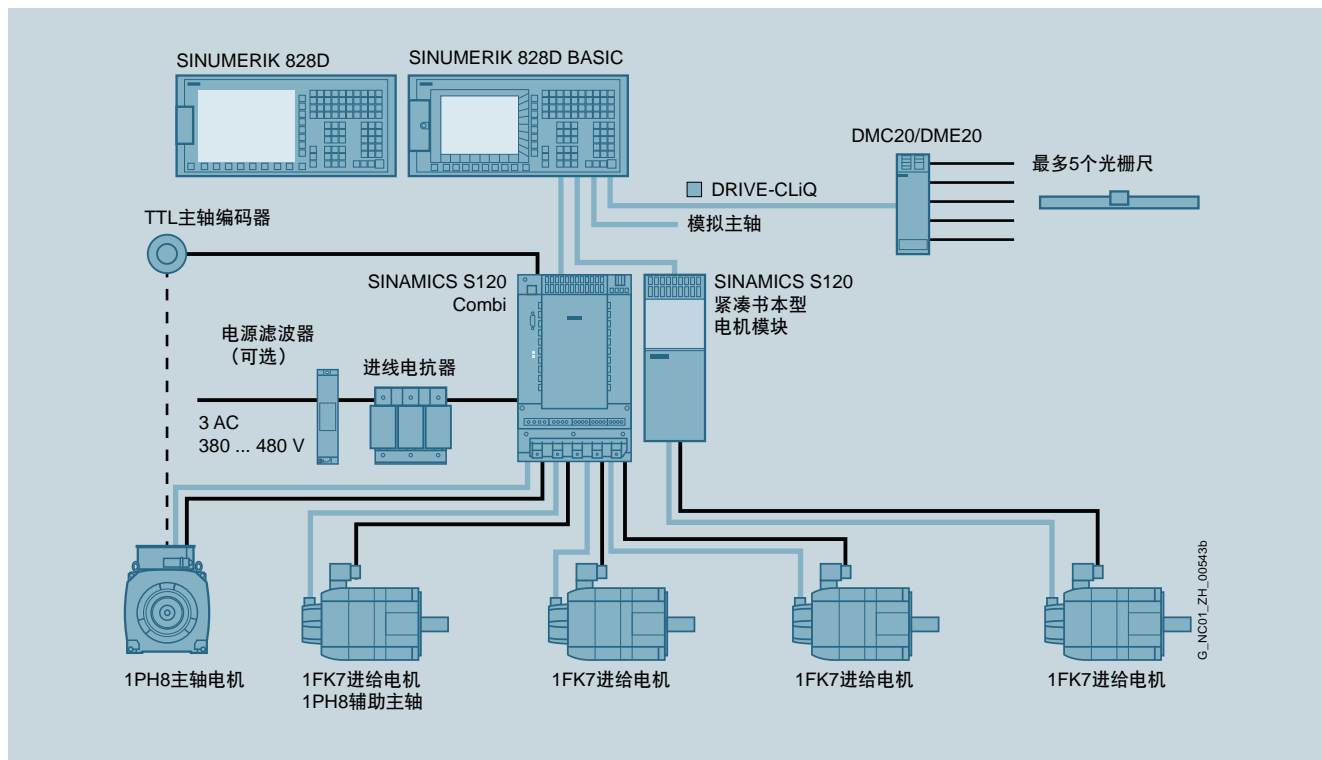 SINUMERIK 828D
SINUMERIK 828D BASIC
DMC20/DME20
最多5个光栅尺
DRIVE-CLiQ
模拟主轴
TTL主轴编码器
SINAMICS S120
Combi
SINAMICS S120
紧凑书本型
电机模块
电源滤波器
（可选）
进线电抗器
3 AC
380 ... 480 V
1PH8主轴电机
1FK7进给电机
1PH8辅助主轴
1FK7进给电机
1FK7进给电机
1FK7进给电机
G_NC01_ZH_00543b